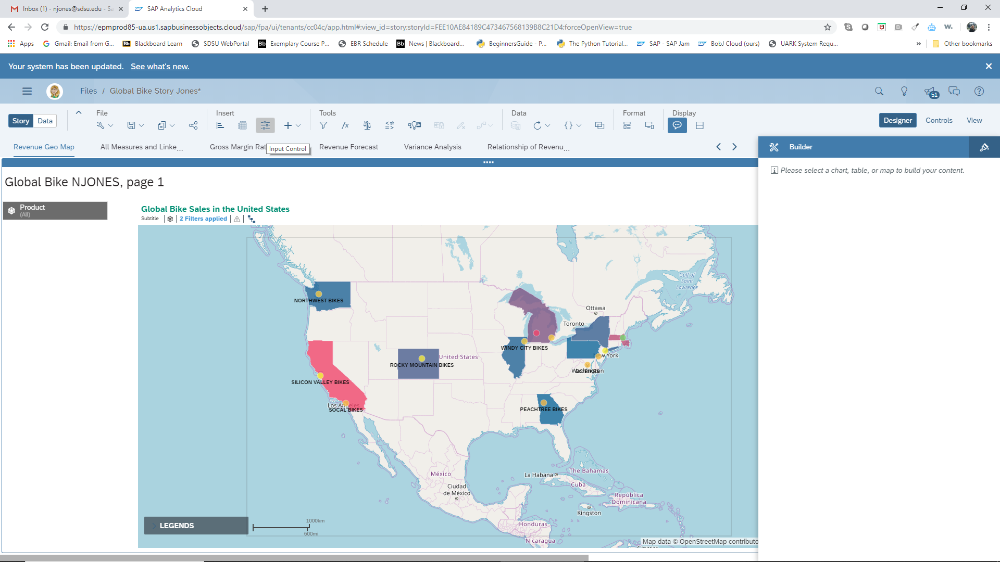 Inbox (1) - njones@sdsu.edu - Sa
SAP Analytics Cloud
https://epmprod85-ua.us1.sapbusinessobjects.cloud/sap/fpa/ui/tenants/cc04c/app.html#;view_id=story;storyId=FEE10AE84189C473467568139B8C21D4;forceOpenView=true
Apps
Gmail: Email from G...
Blackboard Learn
SDSU WebPortal
Exemplary Course P...
EBR Schedule
News | Blackboard...
BeginnersGuide - P...
The Python Tutorial...
SAP - SAP Jam
BobJ Cloud (ours)
UARK System Requ...
Other bookmarks
Your system has been updated. See what's new.
Files / Global Bike Story Jones*
51
Story
Data
File
Insert
Tools
Data
Format
Display
Designer
Controls
View
Revenue Geo Map
All Measures and Linke...
Gross Margin Rat
Input Control
Revenue Forecast
Variance Analysis
Relationship of Revenu...
Builder
Please select a chart, table, or map to build your content.
Global Bike NJONES, page 1
Product
(All)
Global Bike Sales in the United States
Subtitle
2 Filters applied
Gulf of
Saint
Lawrence
NORTHWEST BIKES
Ottawa
Toronto
WINDY CITY BIKES
United States
New York
ROCKY MOUNTAIN BIKES
Washington
DC BIKES
SILICON VALLEY BIKES
Los Angeles
SOCAL BIKES
PEACHTREE BIKES
México
La Habana
The Bahamas
Cuba
Ciudad
de México
República
Dominicana
Kingston
Honduras
Nicaragua
LEGENDS
1000km
600mi
Map data © OpenStreetMap contributo
Caracas